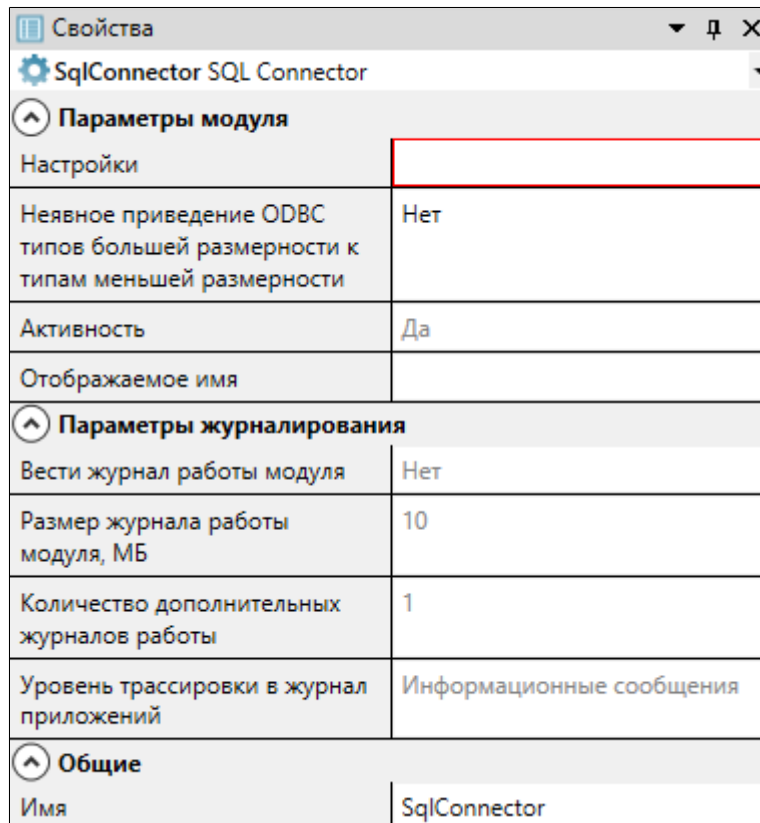 Свойства
SqlConnector SQL Connector
Параметры модуля
Настройки
Неявное приведение ODBC
типов большей размерности к
типам меньшей размерности
Нет
Активность
Да
Отображаемое имя
Параметры журналирования
Вести журнал работы модуля
Нет
Размер журнала работы
модуля, МБ
10
Количество дополнительных
журналов работы
1
Уровень трассировки в журнал
приложений
Информационные сообщения
Общие
Имя
SqlConnector